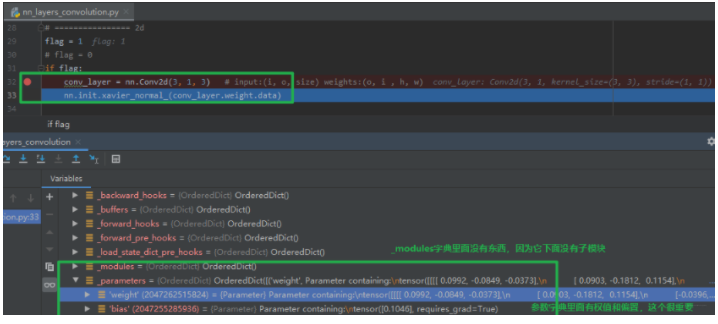 nn_layers_convolution.py
28 # ================ 2d
29 flag = 1 flag: 1
30 # flag = 0
31 if flag:
32 conv_layer = nn.Conv2d(3, 1, 3) # input:(i, o, size) weights:(o, i , h, w) conv_layer: Conv2d(3, 1, kernel_size=(3, 3), stride=(1, 1))
33 nn.init.xavier_normal_(conv_layer.weight.data)
34
if flag
ayers_convolution
Variables
_backward_hooks = {OrderedDict} OrderedDict()
ion.py:33
_buffers = {OrderedDict} OrderedDict()
_forward_hooks = {OrderedDict} OrderedDict()
_forward_pre_hooks = {OrderedDict} OrderedDict()
_load_state_dict_pre_hooks = {OrderedDict} OrderedDict()
_modules字典里面没有东西，因为它下面没有子模块
_modules = {OrderedDict} OrderedDict()
_parameters = {OrderedDict} OrderedDict([('weight', Parameter containing:\ntensor([[[[ 0.0992, -0.0849, -0.0373],\n [ 0.0903, -0.1812, 0.1154],\n
'weight' (2047262515824) = {Parameter} Parameter containing:\ntensor([[[[ 0.0992, -0.0849, -0.0373],\n [ 0.0903, -0.1812, 0.1154],\n [-0.0396,...
'bias' (2047255285936) = {Parameter} Parameter containing:\ntensor([0.1046], requires_grad=True) 参数字典里面有权值和偏置，这个很重要